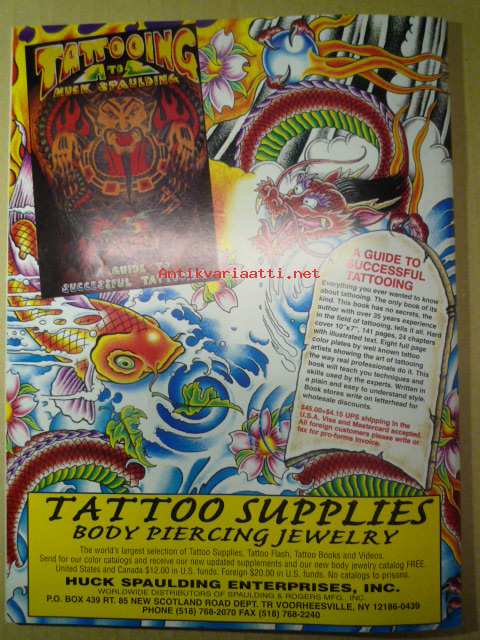 TATTOOING
A TO Z
HUCK SPAULDING
A GUIDE TO
SUCCESSFUL TATTOOING
Antikvariaatti.net
A GUIDE TO
SUCCESSFUL
TATTOOING
Everything you ever wanted to know
about tattooing. The only book of its
kind. This book has no secrets, the
author with over 35 years experience
in the field of tattooing, tells it all. Hard
cover 10"x7". 141 pages, 24 chapters
with illustrated text. Eight full page
color plates by well known tattoo
artists showing the art of tattooing
the way real professionals do it. This
book will teach you techniques and
skills used by the experts. Written in
a plain and easy to understand style.
Book stores write on letterhead for
wholesale discounts.
$45.00+$4.15 UPS shipping in the
U.S.A. Visa and Mastercard accepted.
All foreign customers please write or
fax for pro-forma invoice.
TATTOO SUPPLIES
BODY PIERCING JEWELRY
The world's largest selection of Tattoo Supplies, Tattoo Flash, Tattoo Books and Videos.
Send for our color catalogs and receive our new updated supplements and our new body jewelry catalog FREE.
United States and Canada $12.00 in U.S. funds. Foreign $20.00 in U.S. funds. No catalogs to prisons.
HUCK SPAULDING ENTERPRISES, INC.
WORLDWIDE DISTRIBUTORS OF SPAULDING & ROGERS MFG., INC.
P.O. BOX 439 RT. 85 NEW SCOTLAND ROAD DEPT. TR VOORHEESVILLE, NY 12186-0439
PHONE (518) 768-2070 FAX (518) 768-2240